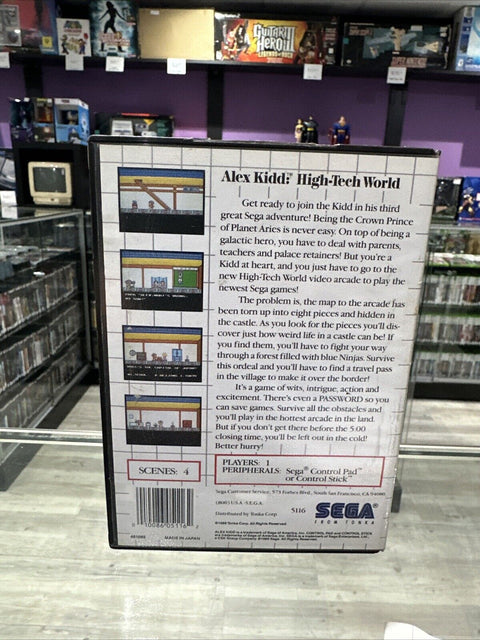 GUITAR
HERO II
Alex Kidd:™ High-Tech World
Get ready to join the Kidd in his third
great Sega adventure! Being the Crown Prince
of Planet Aries is never easy. On top of being a
galactic hero, you have to deal with parents,
teachers and palace retainers! But you're a
Kidd at heart, and you just have to go to the
new High-Tech World video arcade to play the
newest Sega games!
The problem is, the map to the arcade has
been torn up into eight pieces and hidden in
the castle. As you look for the pieces you'll dis-
cover just how weird life in a castle can be! If
you find them, you'll have to fight your way
through a forest filled with blue Ninjas. Survive
this ordeal and you'll have to find a travel pass
in the village to make it over the border!
It's a game of wits, intrigue, action and
excitement. There's even a PASSWORD so you
can save games. Survive all the obstacles and
you'll play in the hottest arcade in the land.
But if you don't get there before the 5:00
closing time, you'll be left out in the cold!
Better hurry!
SCENES: 4
PLAYERS: 1
PERIPHERALS: Sega® Control Pad™
or Control Stick™
Sega Customer Service, 573 Forbes Blvd., South San Francisco, CA 94080
(800) USA-SEGA
Distributed by Tonka Corp
5116
SEGA®
FROM TONKA
0 10086 05116 2
MADE IN JAPAN